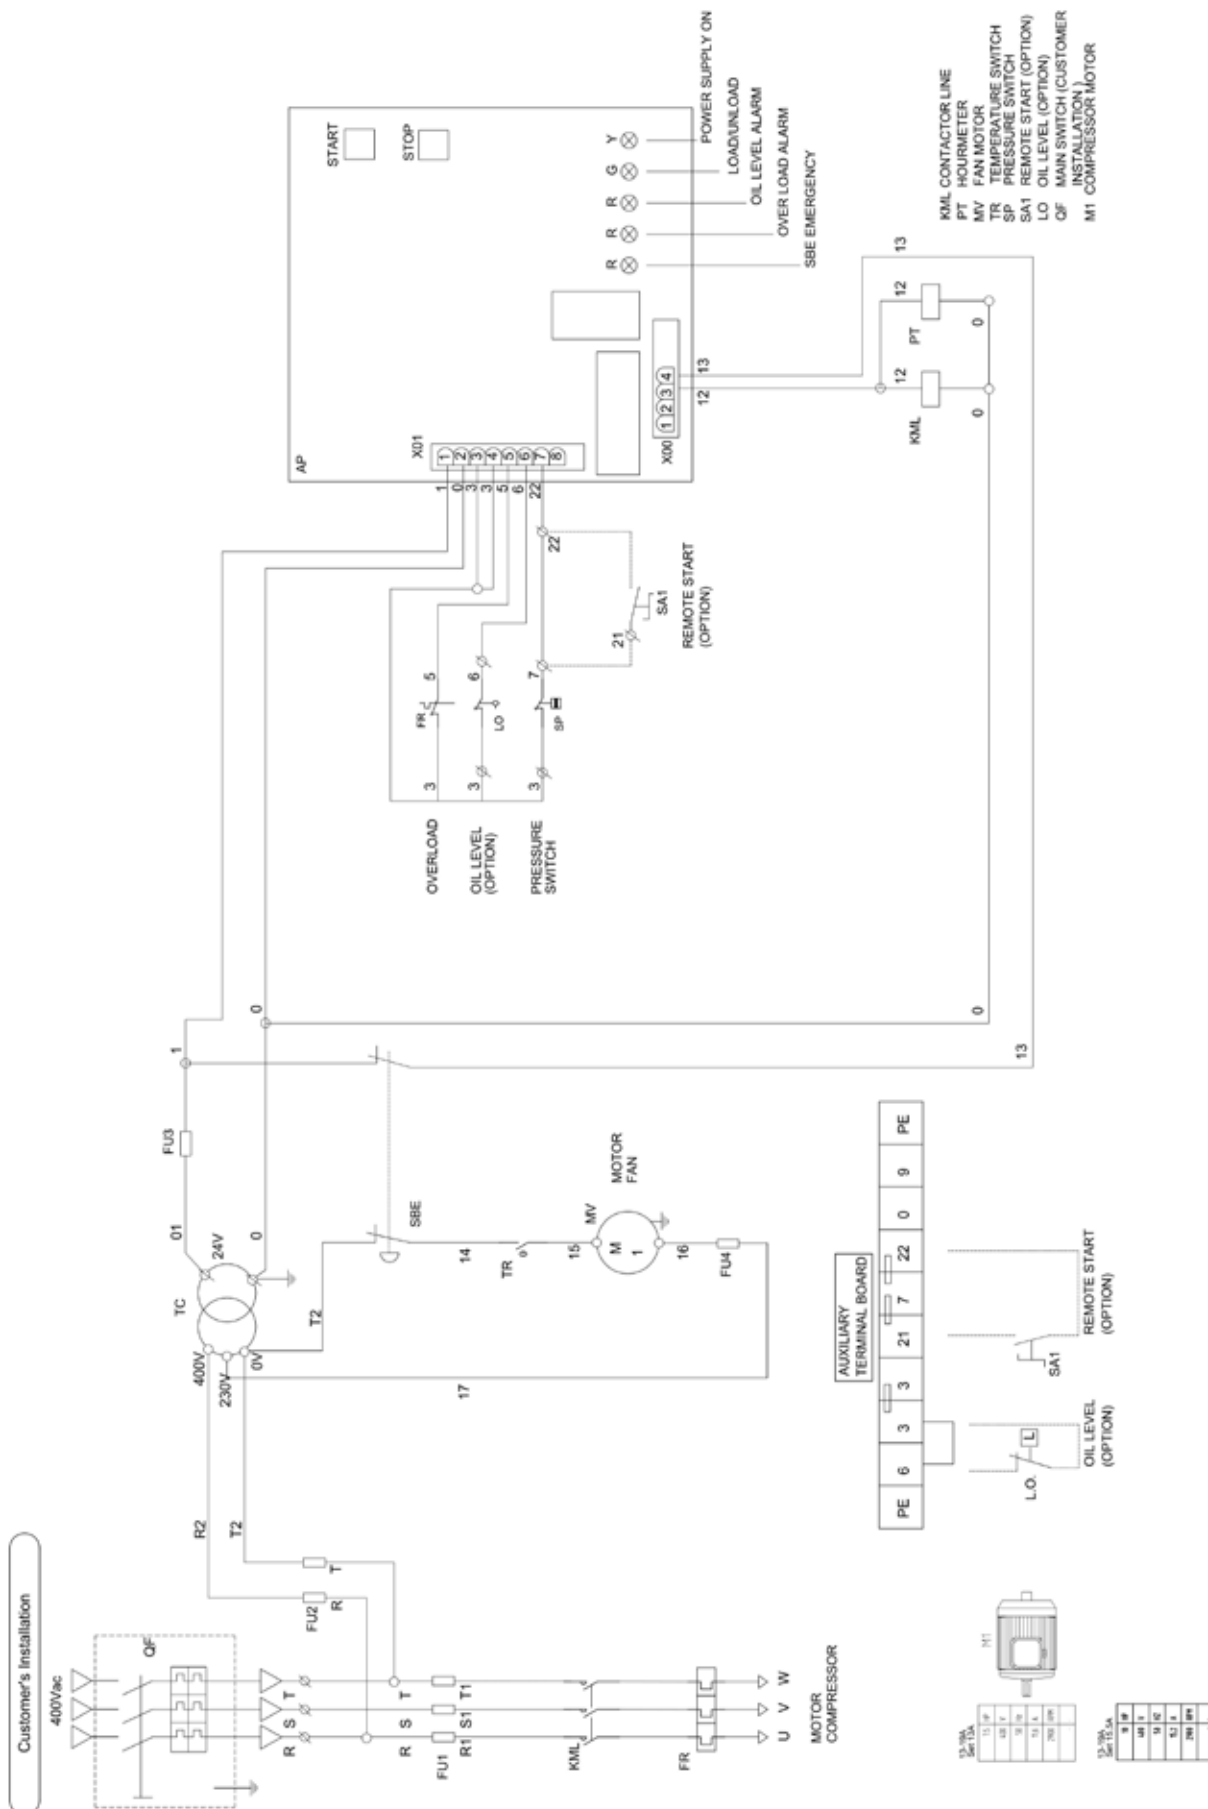 Customer's Installation
400Vac
QF
R
S
T
R
S
T
FU1
R1
S1
T1
KML
FR
U
V
W
MOTOR
COMPRESSOR
FU2
R
T
R2
T2
400V
230V
0V
TC
24V
01
0
FU3
1
0
T2
SBE
14
TR
15
MV
M
1
16
MOTOR
FAN
FU4
17
13
0
OVERLOAD
OIL LEVEL
(OPTION)
PRESSURE
SWITCH
3
3
3
FR
LO
SP
5
6
7
21
SA1
22
REMOTE START
(OPTION)
AP
X01
1
2
3
4
5
6
7
8
1
0
3
3
5
6
22
START
STOP
R
R
R
G
Y
POWER SUPPLY ON
LOAD/UNLOAD
OIL LEVEL ALARM
OVER LOAD ALARM
SBE EMERGENCY
X00
1 2 3 4
12
13
KML
12
0
PT
12
0
13
KML CONTACTOR LINE
PT HOURMETER
MV FAN MOTOR
TR TEMPERATURE SWITCH
SP PRESSURE SWITCH
SA1 REMOTE START (OPTION)
LO OIL LEVEL (OPTION)
QF MAIN SWITCH (CUSTOMER
INSTALLATION )
M1 COMPRESSOR MOTOR
AUXILIARY
TERMINAL BOARD
PE 6 3 3 21 7 22 0 9 PE
L.O.
L
OIL LEVEL
(OPTION)
SA1
REMOTE START
(OPTION)
M1